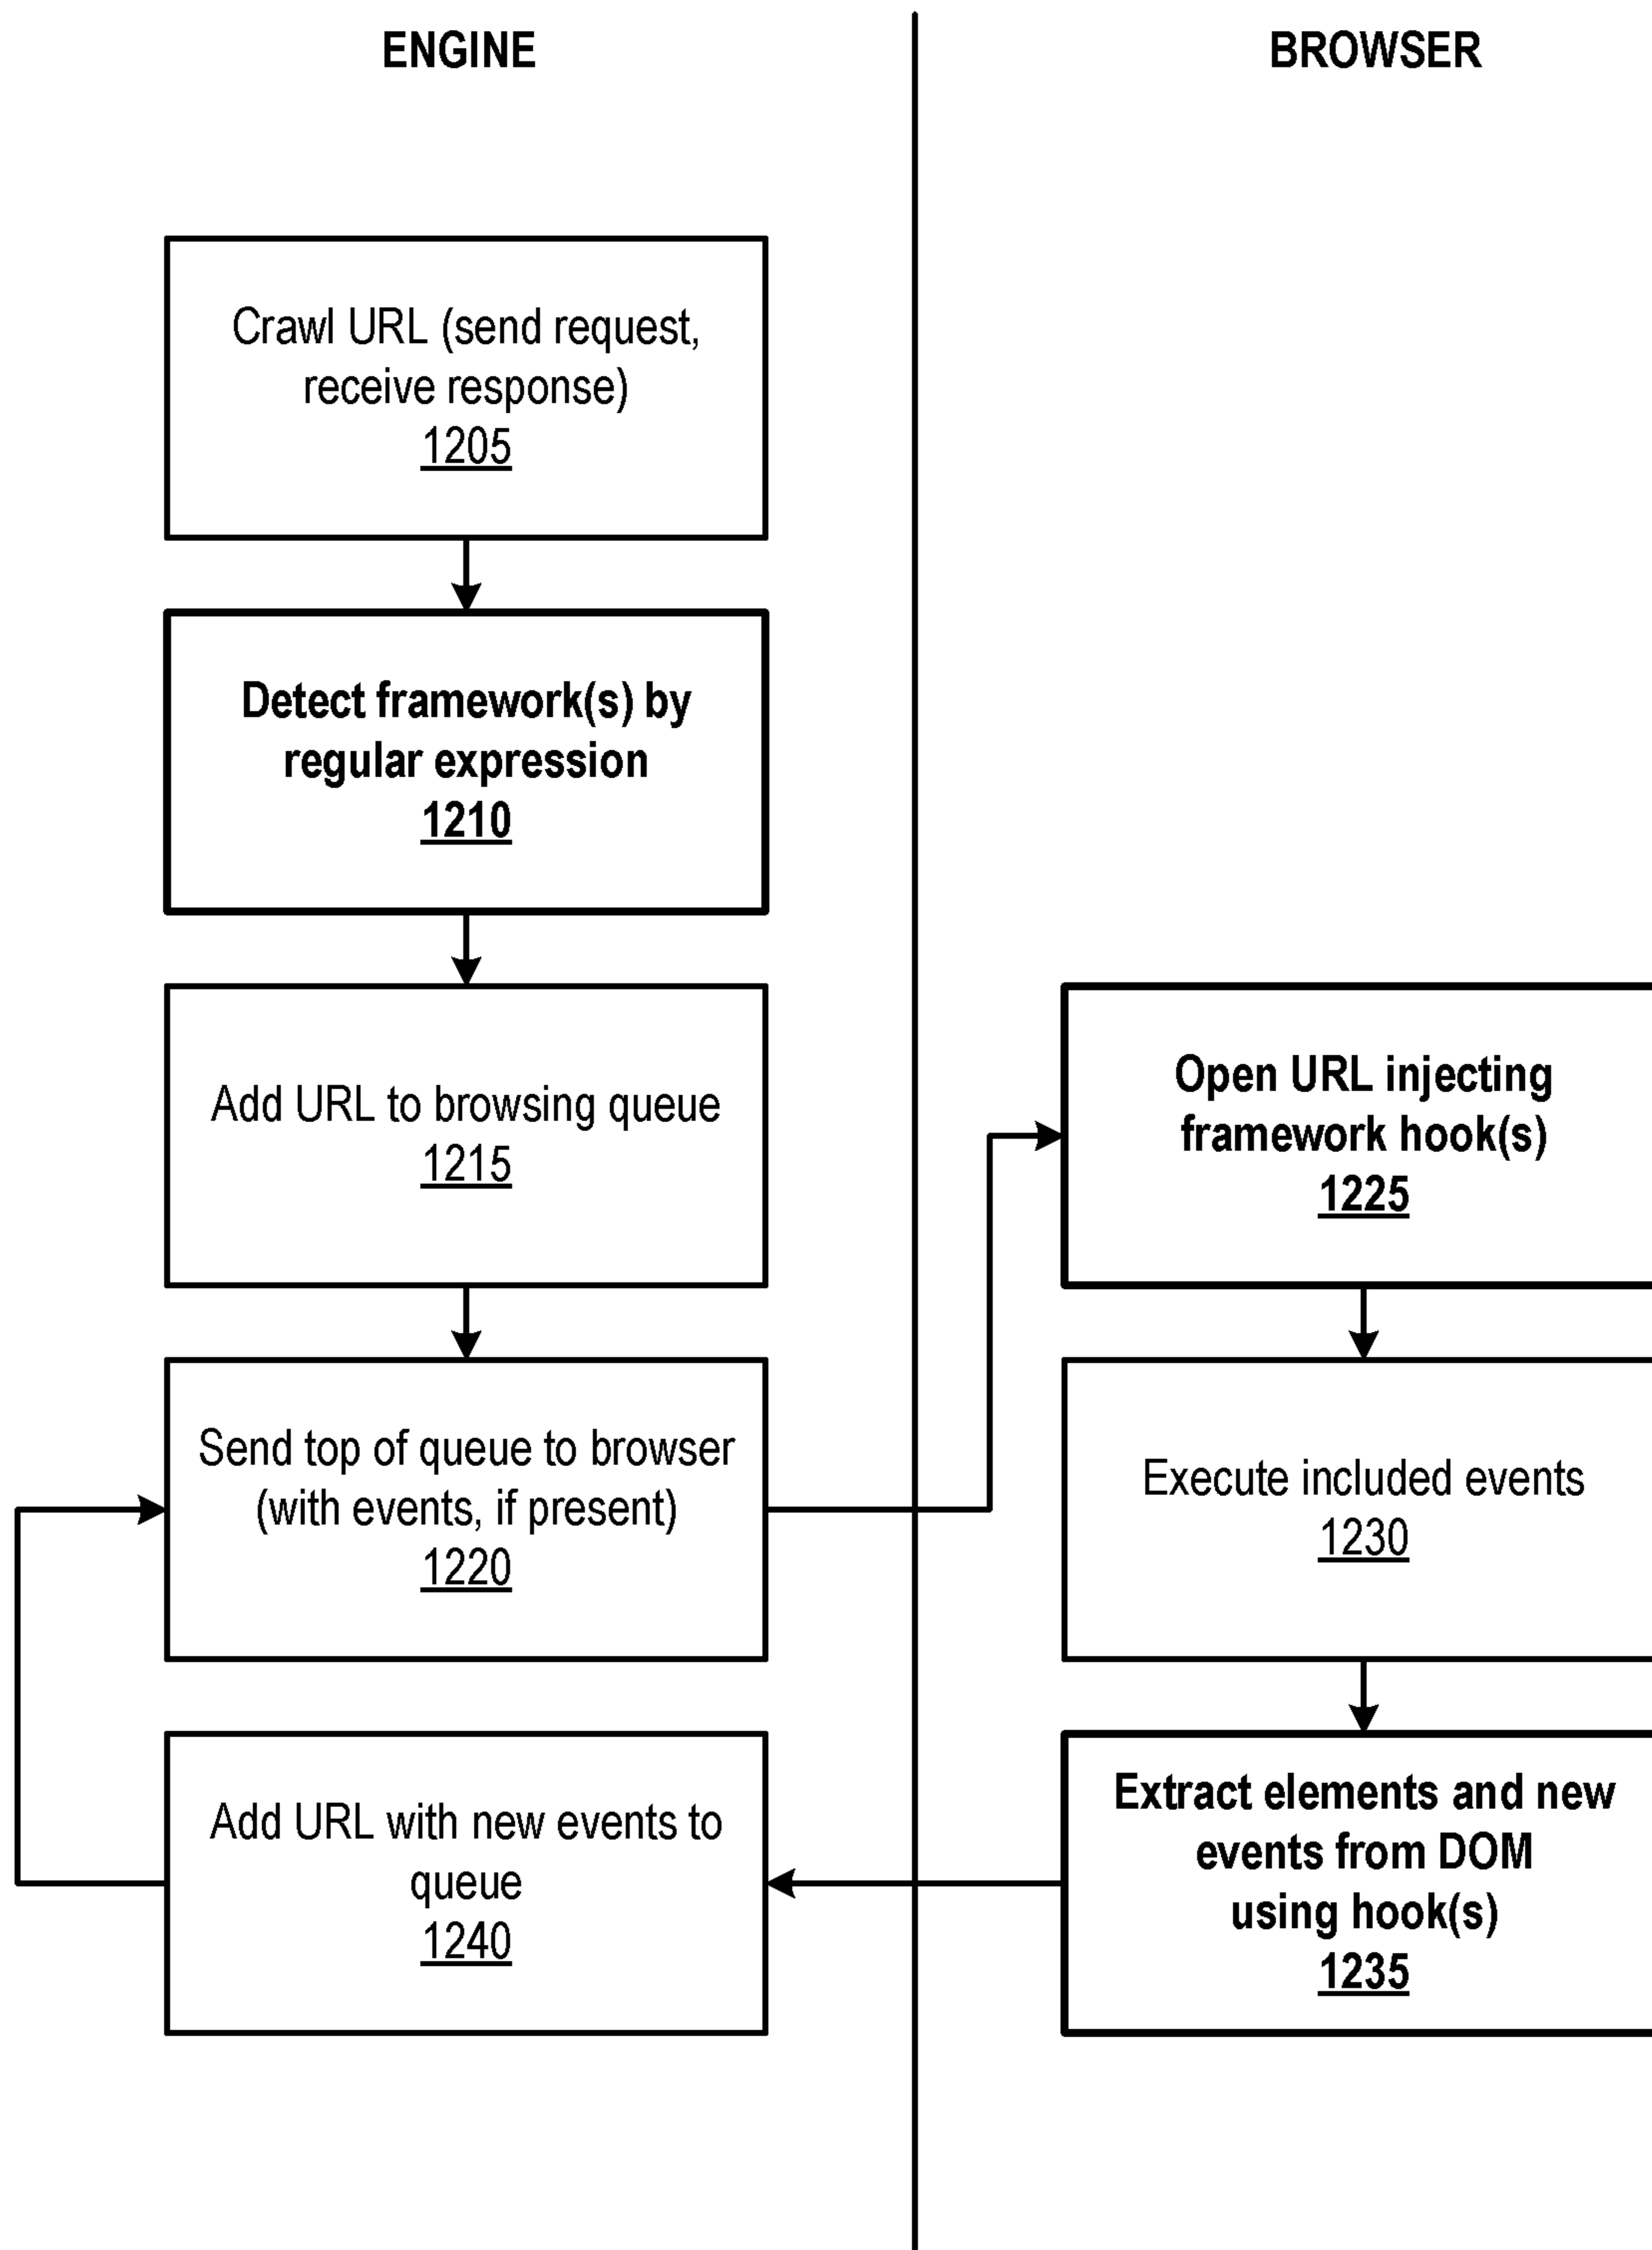 ENGINE
BROWSER
Crawl URL (send request,
receive response)
1205
Detect framework(s) by
regular expression
1210
Add URL to browsing queue
1215
Send top of queue to browser
(with events, if present)
1220
Open URL injecting
framework hook(s)
1225
Execute included events
1230
Extract elements and new
events from DOM
using hook(s)
1235
Add URL with new events to
queue
1240